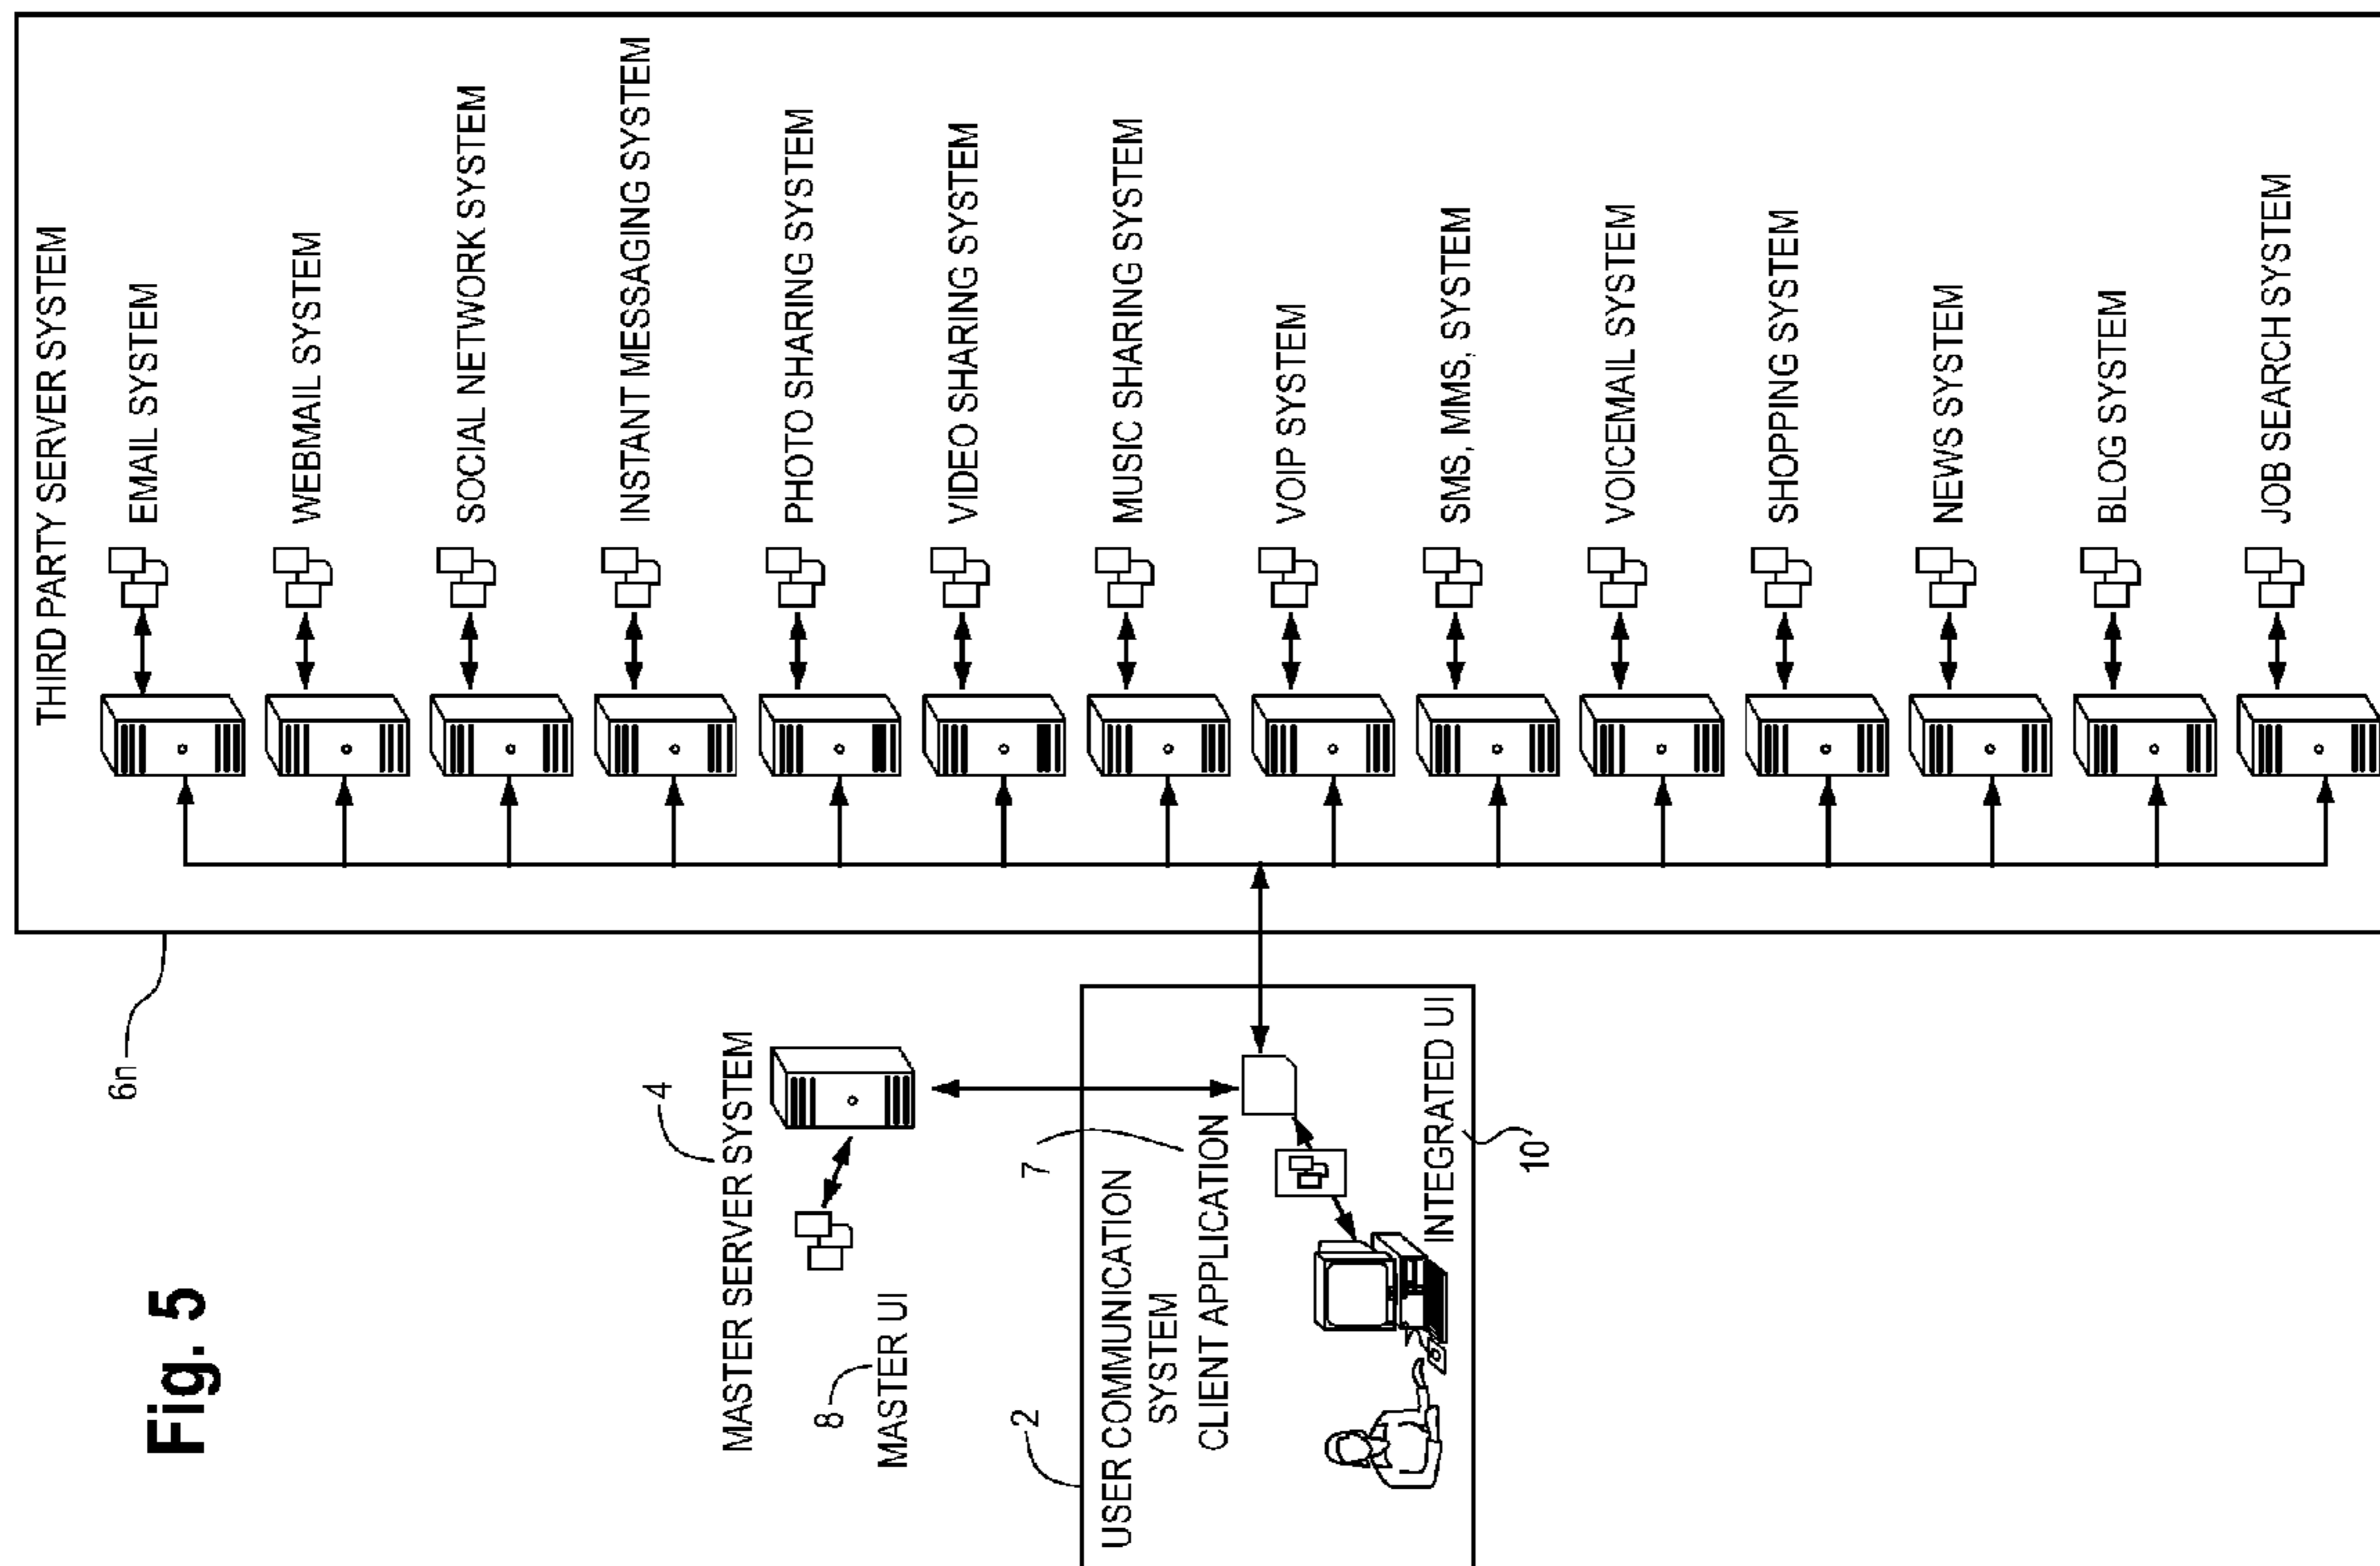 Fig. 5
THIRD PARTY SERVER SYSTEM
EMAIL SYSTEM
WEBMAIL SYSTEM
SOCIAL NETWORK SYSTEM
INSTANT MESSAGING SYSTEM
PHOTO SHARING SYSTEM
VIDEO SHARING SYSTEM
MUSIC SHARING SYSTEM
VOIP SYSTEM
SMS, MMS, SYSTEM
VOICEMAIL SYSTEM
SHOPPING SYSTEM
NEWS SYSTEM
BLOG SYSTEM
JOB SEARCH SYSTEM
6n
4
MASTER SERVER SYSTEM
8
MASTER UI
2
7
USER COMMUNICATION
SYSTEM
CLIENT APPLICATION
INTEGRATED UI
10